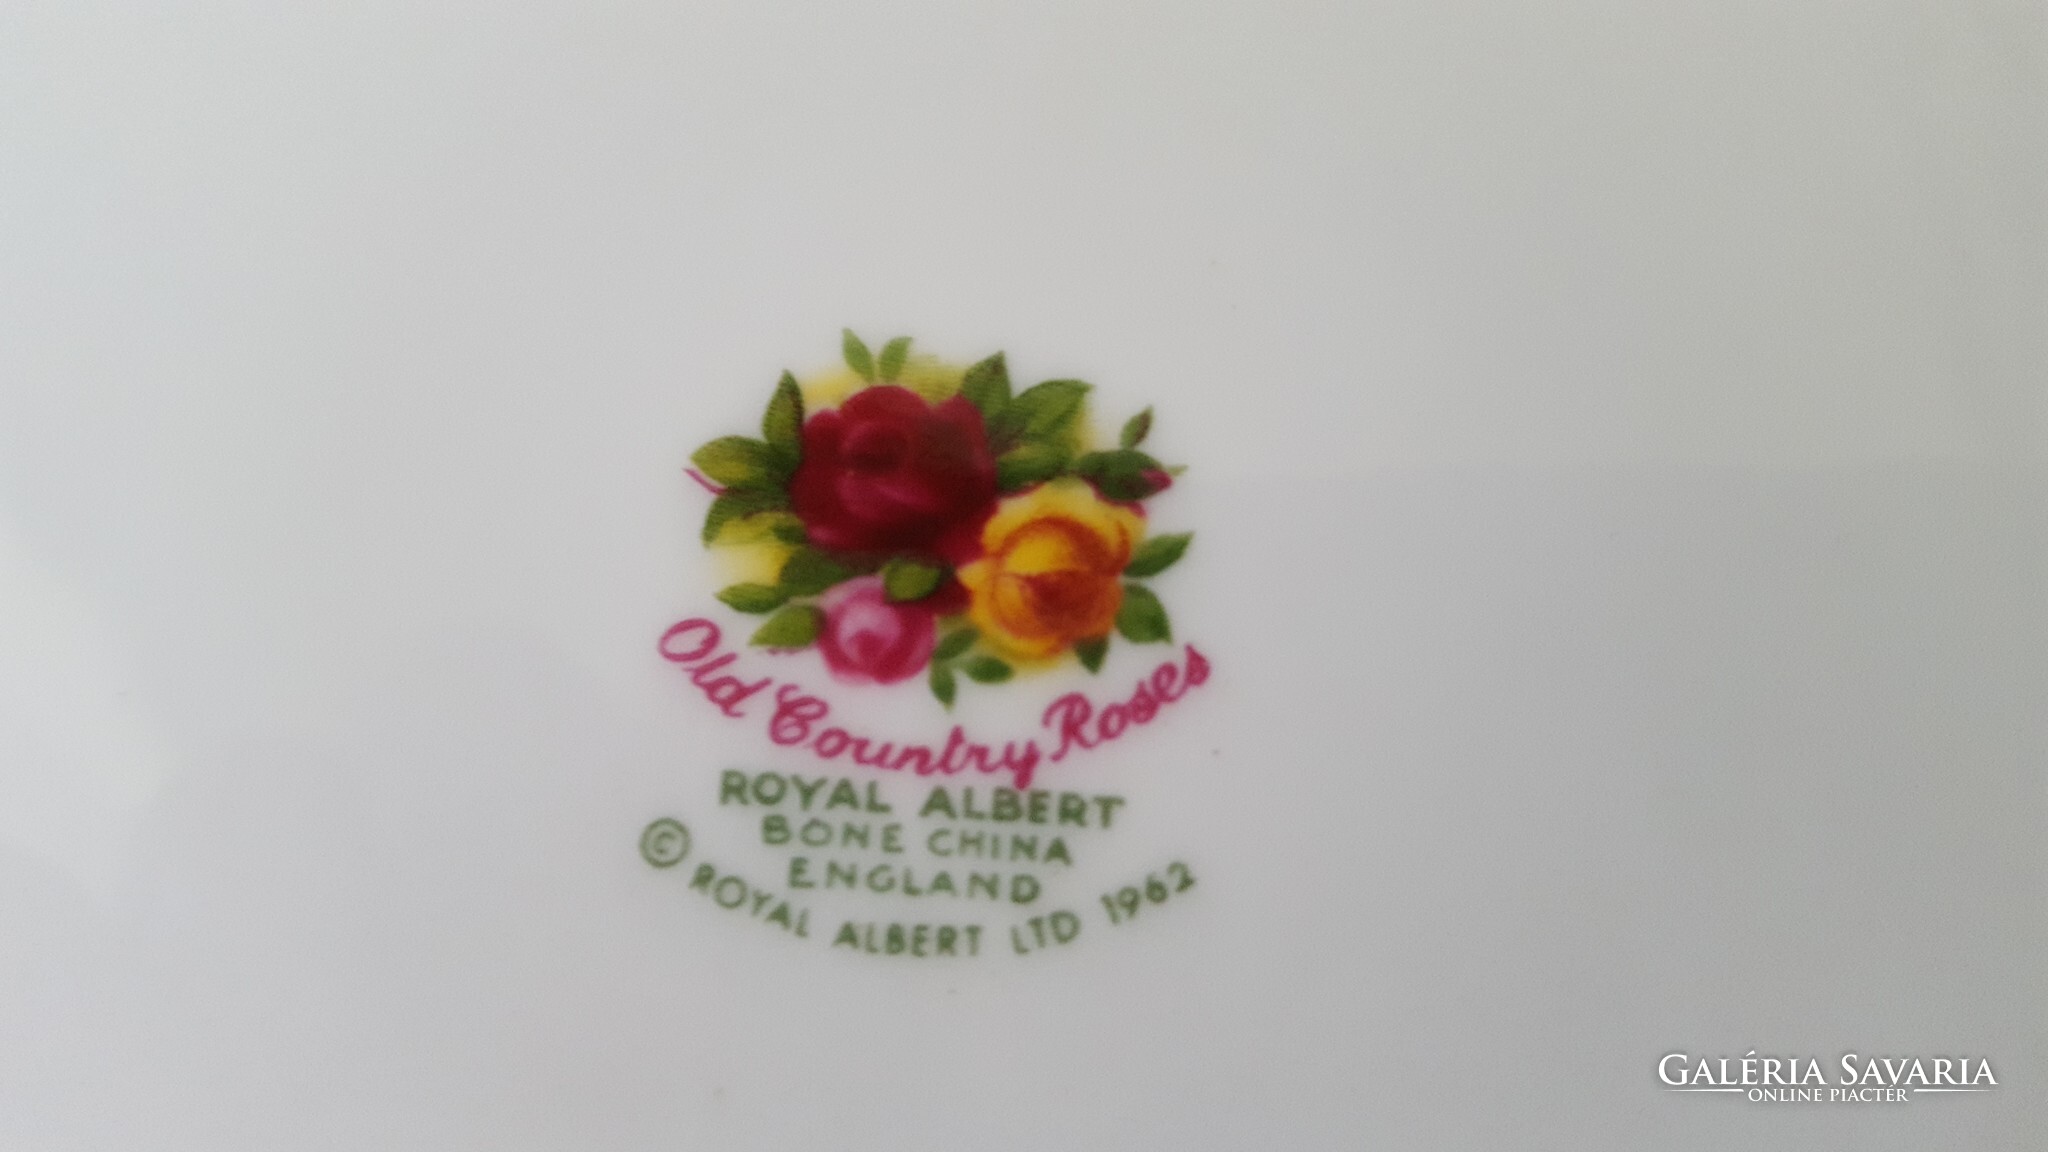 Old Country Roses
ROYAL ALBERT
BONE CHINA
ENGLAND
© ROYAL ALBERT LTD 1962
GALÉRIA SAVARIA
ONLINE PIACTÉR